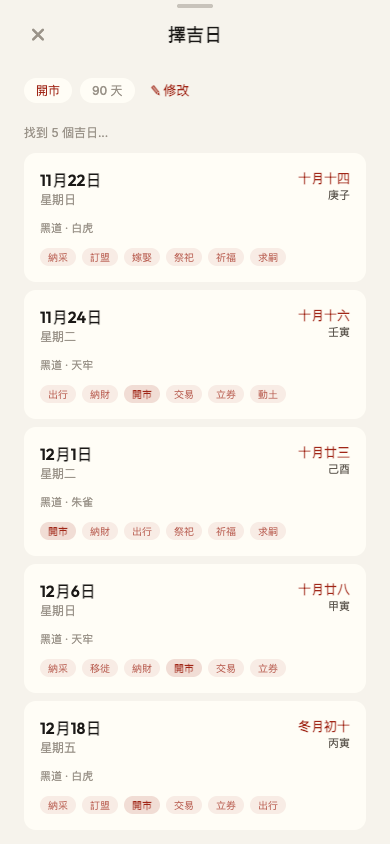 擇吉日
開市 90 天 修改
找到 5 個吉日...
11月22日 十月十四
星期日 庚子
黑道 · 白虎
納采 訂盟 嫁娶 祭祀 祈福 求嗣
11月24日 十月十六
星期二 壬寅
黑道 · 天牢
出行 納財 開市 交易 立券 動土
12月1日 十月廿三
星期二 己酉
黑道 · 朱雀
開市 納財 出行 祭祀 祈福 求嗣
12月6日 十月廿八
星期日 甲寅
黑道 · 天牢
納采 移徙 納財 開市 交易 立券
12月18日 冬月初十
星期五 丙寅
黑道 · 白虎
納采 訂盟 開市 交易 立券 出行